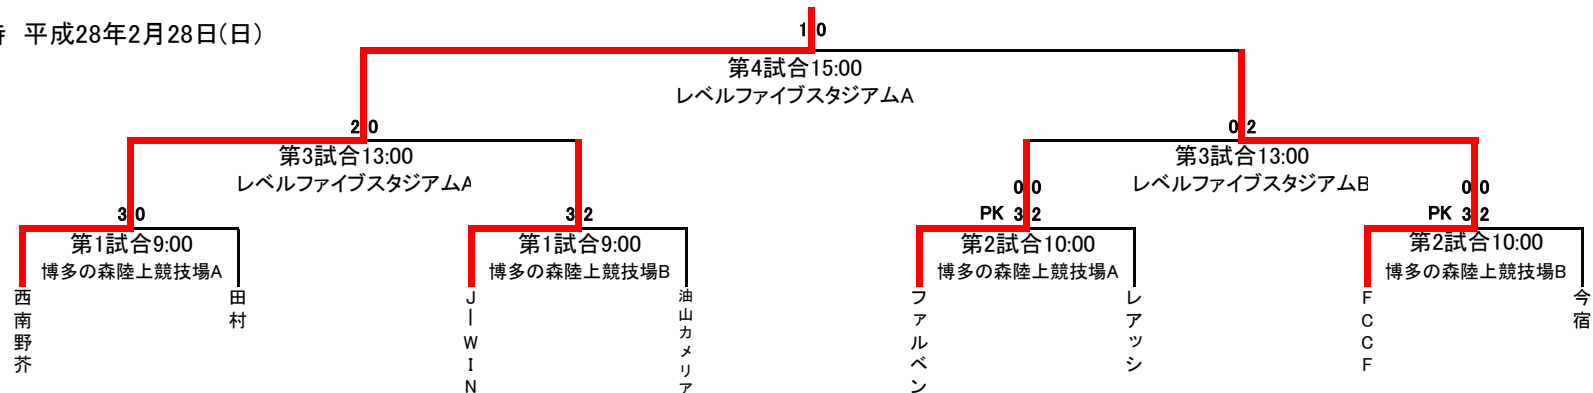 時 平成28年2月28日(日)
1 0
第4試合15:00
レベルファイブスタジアムA
2 0
0 2
第3試合13:00
第3試合13:00
レベルファイブスタジアムA
レベルファイブスタジアムB
0 0
0 0
3 0
3 2
PK 3 2
PK 3 2
第1試合9:00
第1試合9:00
第2試合10:00
第2試合10:00
博多の森陸上競技場A
博多の森陸上競技場B
博多の森陸上競技場A
博多の森陸上競技場B
西南野芥
田村
JーWIN
油山カメリア
ファルベン
レアッシ
FCCF
今宿